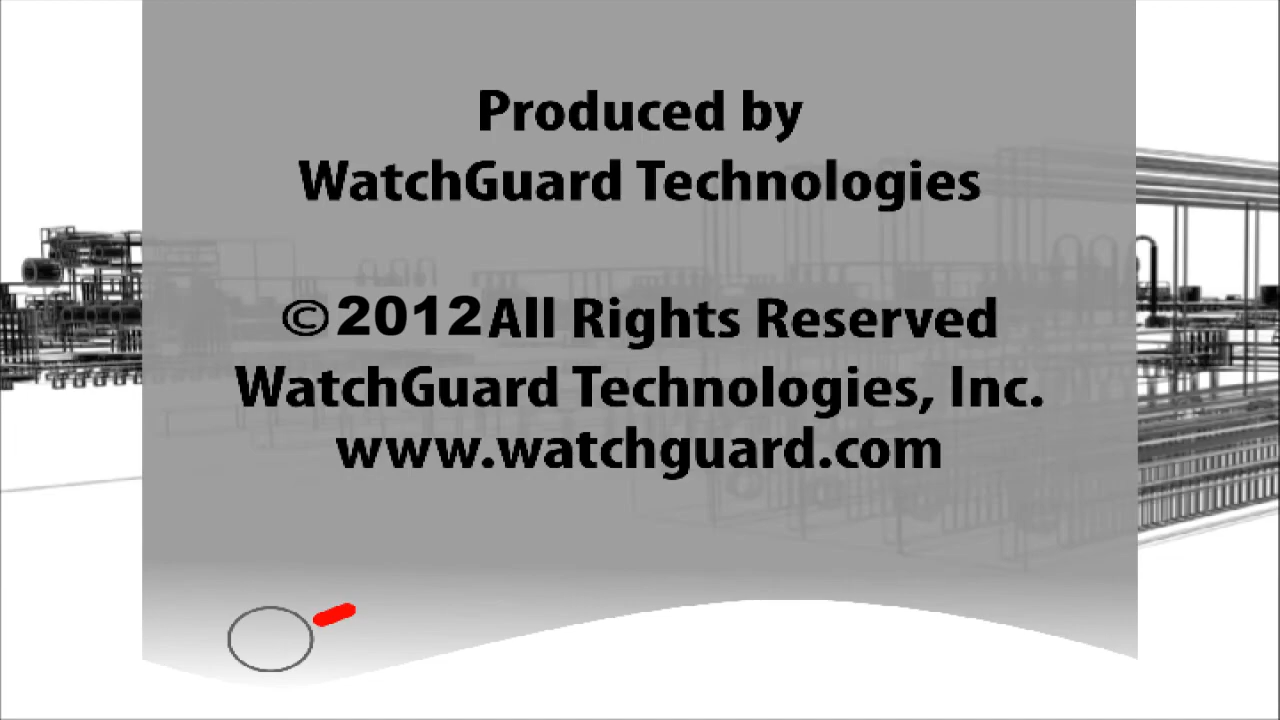 Produced by
WatchGuard Technologies
© 2012 All Rights Reserved
WatchGuard Technologies, Inc.
www.watchguard.com